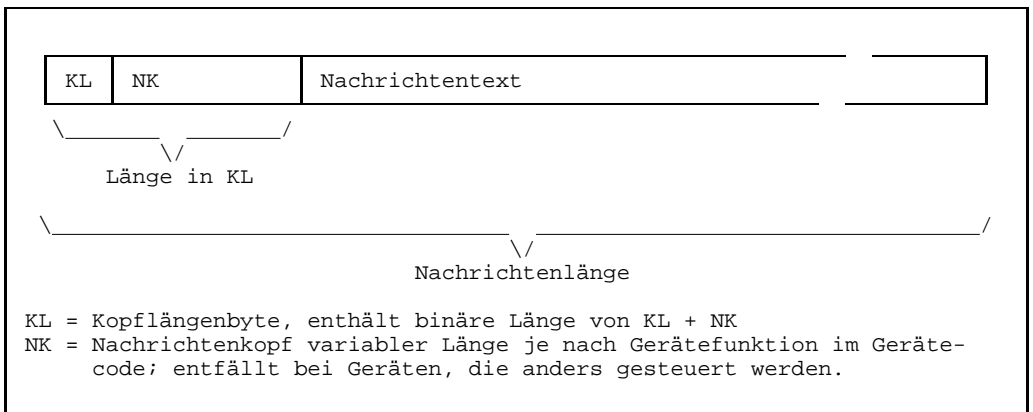 KL NK Nachrichtentext
Länge in KL
Nachrichtenlänge
KL = Kopflängenbyte, enthält binäre Länge von KL + NK
NK = Nachrichtenkopf variabler Länge je nach Gerätefunktion im Geräte-
code; entfällt bei Geräten, die anders gesteuert werden.